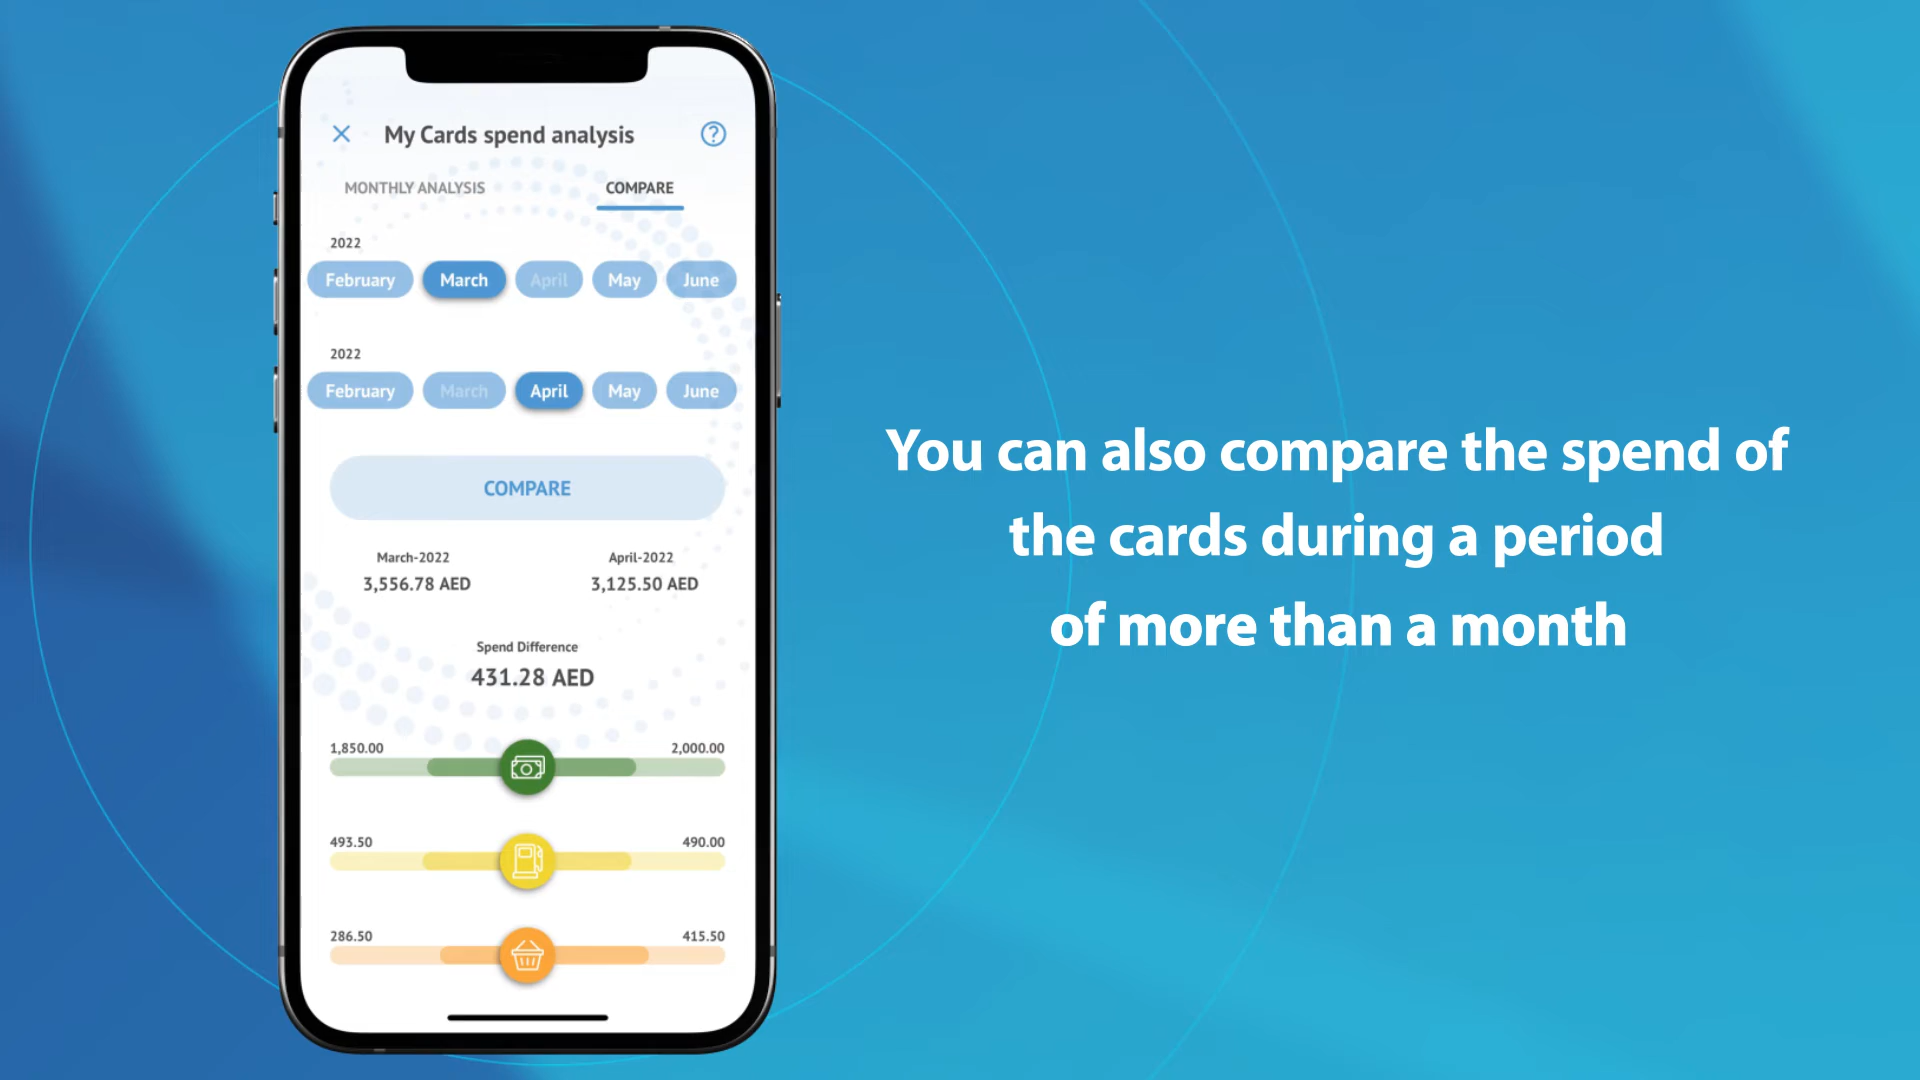 My Cards spend analysis
MONTHLY ANALYSIS COMPARE
2022
February March April May June
2022
February March April May June
COMPARE
March-2022 April-2022
3,556.78 AED 3,125.50 AED
Spend Difference
431.28 AED
1,850.00 2,000.00
493.50 490.00
286.50 415.50
You can also compare the spend of
the cards during a period
of more than a month